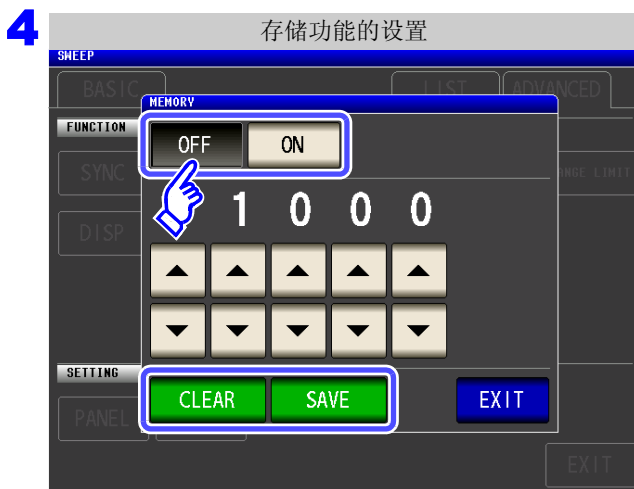 4
存储功能的设置
SWEEP
BASIC LIST ADVANCED
MEMORY
FUNCTION
OFF ON
SYNC ANGE LIMIT
1 0 0 0
DISP
SETTING
CLEAR SAVE EXIT
PANEL
EXIT